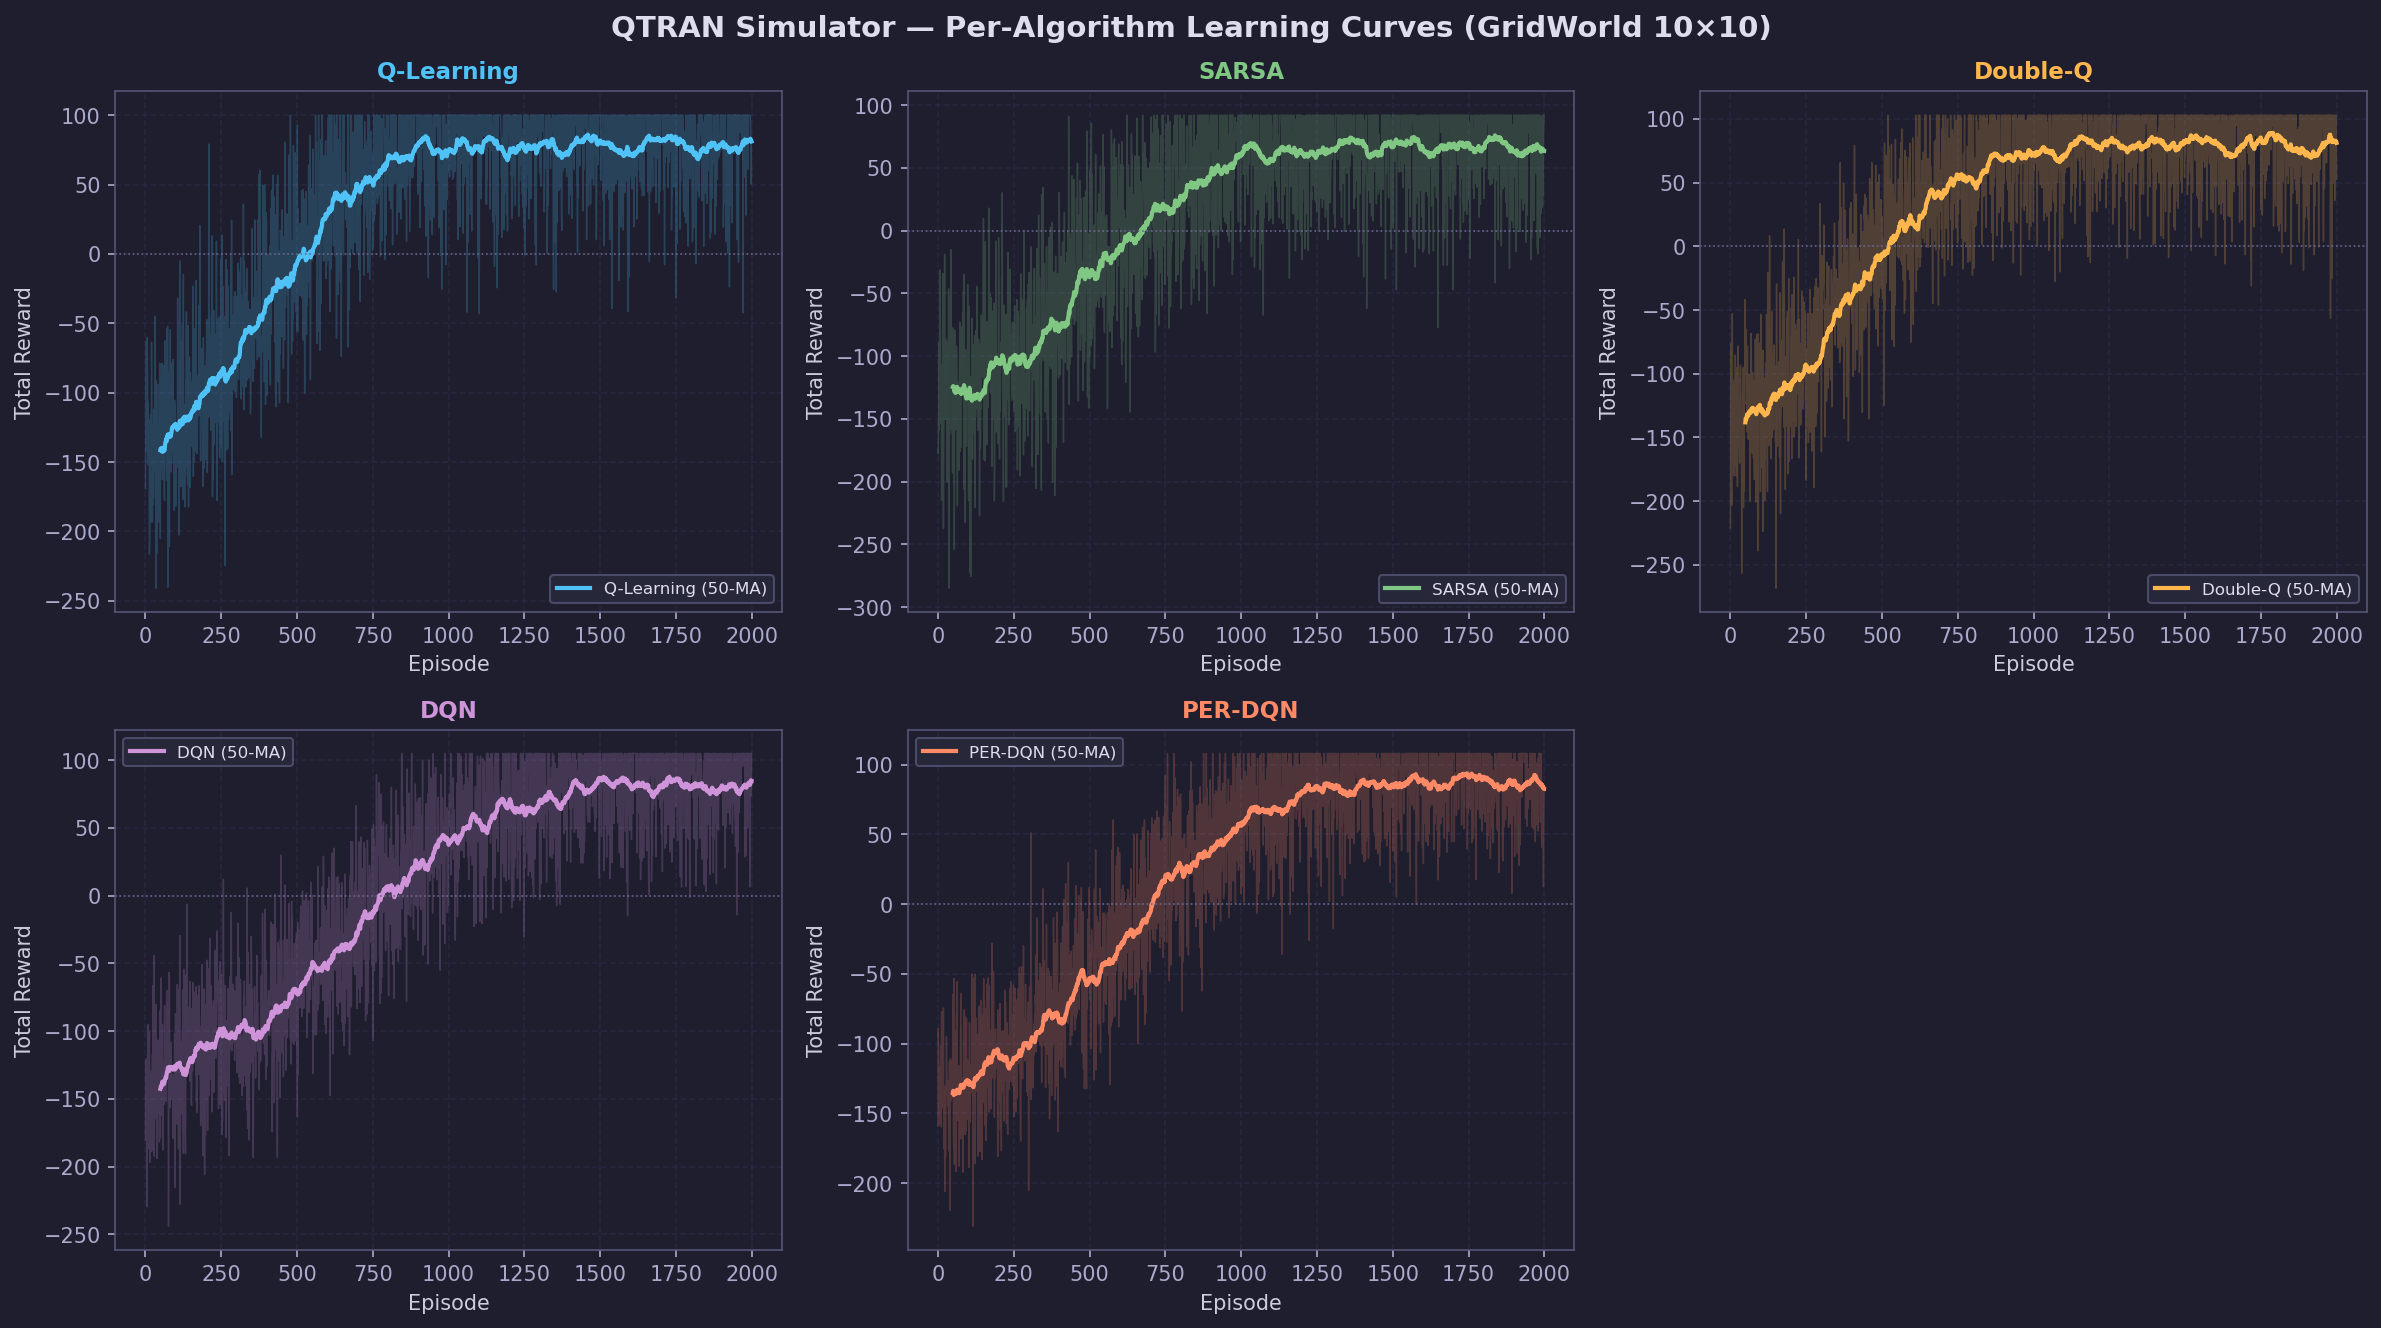 QTRAN Simulator — Per-Algorithm Learning Curves (GridWorld 10×10)
Q-Learning
100
50
0
−50
−100
−150
−200
−250
Total Reward
Q-Learning (50-MA)
0 250 500 750 1000 1250 1500 1750 2000
Episode
SARSA
100
50
0
−50
−100
−150
−200
−250
−300
Total Reward
SARSA (50-MA)
0 250 500 750 1000 1250 1500 1750 2000
Episode
Double-Q
100
50
0
−50
−100
−150
−200
−250
Total Reward
Double-Q (50-MA)
0 250 500 750 1000 1250 1500 1750 2000
Episode
DQN
DQN (50-MA)
100
50
0
−50
−100
−150
−200
−250
Total Reward
0 250 500 750 1000 1250 1500 1750 2000
Episode
PER-DQN
PER-DQN (50-MA)
100
50
0
−50
−100
−150
−200
Total Reward
0 250 500 750 1000 1250 1500 1750 2000
Episode